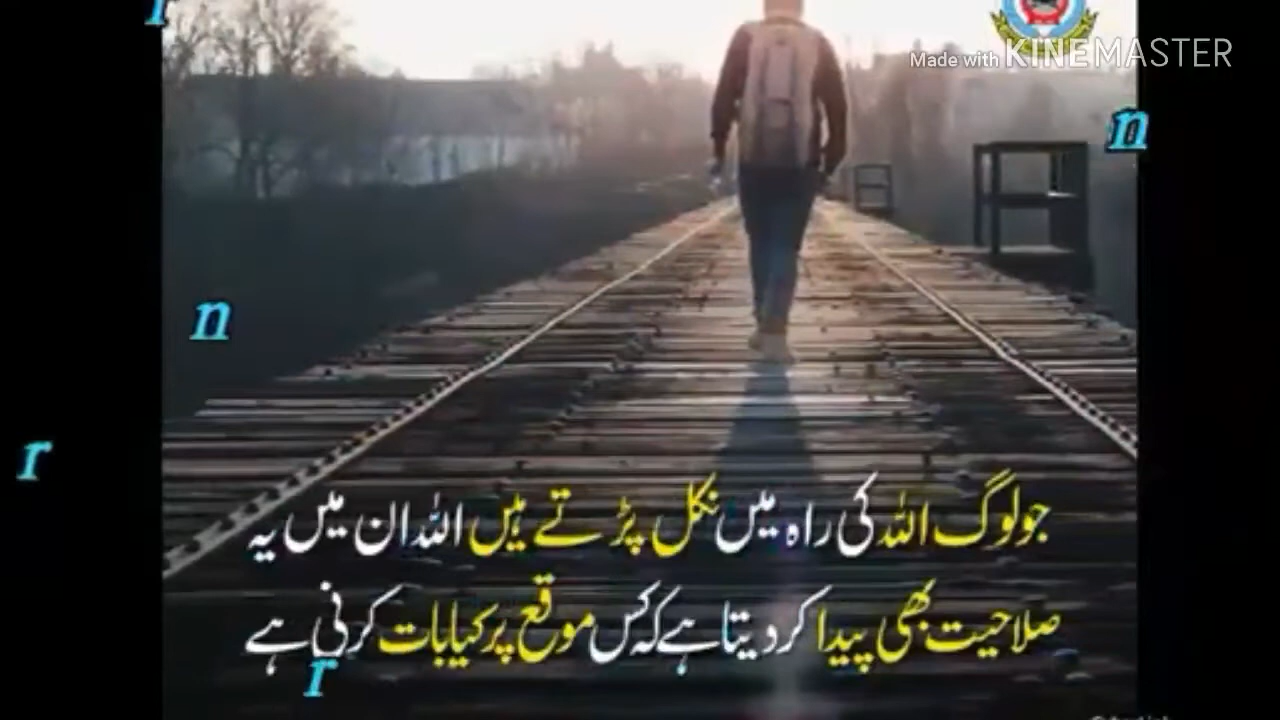 Made with KINEMASTER
n
n
r
جو لوگ اللہ کی راہ میں نکل پڑتے ہیں اللہ ان میں یہ
صلاحیت بھی پیدا کر دیتا ہے کہ کس موقع پر کیا بات کرنی ہے
r